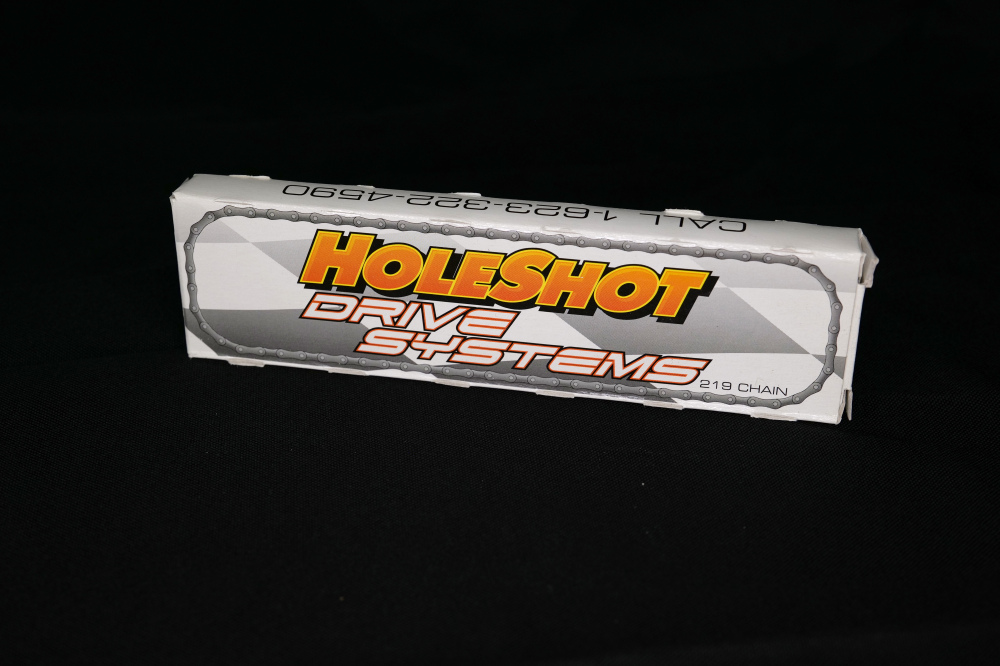 CALL 1-623-322-4590
HOLESHOT
DRIVE
SYSTEMS
219 CHAIN